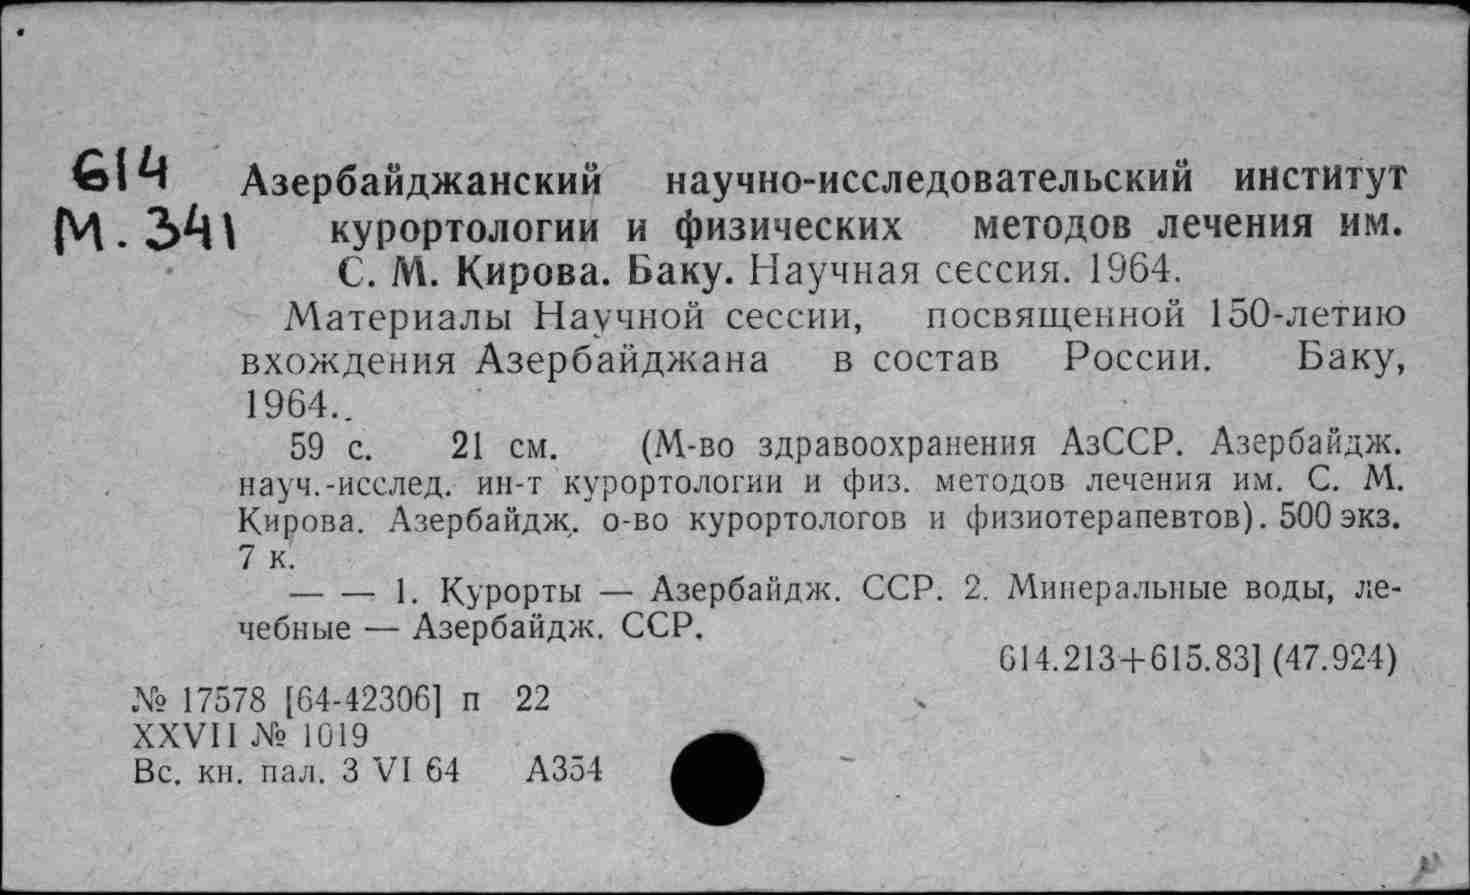 614
М.341
Азербайджанский научно-исследовательский институт
курортологии и физических методов лечения им.
С. М. Кирова. Баку. Научная сессия. 1964.
Материалы Научной сессии, посвященной 150-летию
вхождения Азербайджана в состав России. Баку,
1964..
59 с. 21 см. (М-во здравоохранения АзССР. Азербайдж.
науч.-исслед. ин-т курортологии и физ. методов лечения им. С. М.
Кирова. Азербайдж. о-во курортологов и физиотерапевтов). 500 экз.
7 к.
— — 1. Курорты — Азербайдж. ССР. 2. Минеральные воды, ле-
чебные — Азербайдж. ССР.
614.213+615.83] (47.924)
№ 17578 [64-42306] п 22
XXVII № 1019
Вс. кн. пал. 3 VI 64 А354